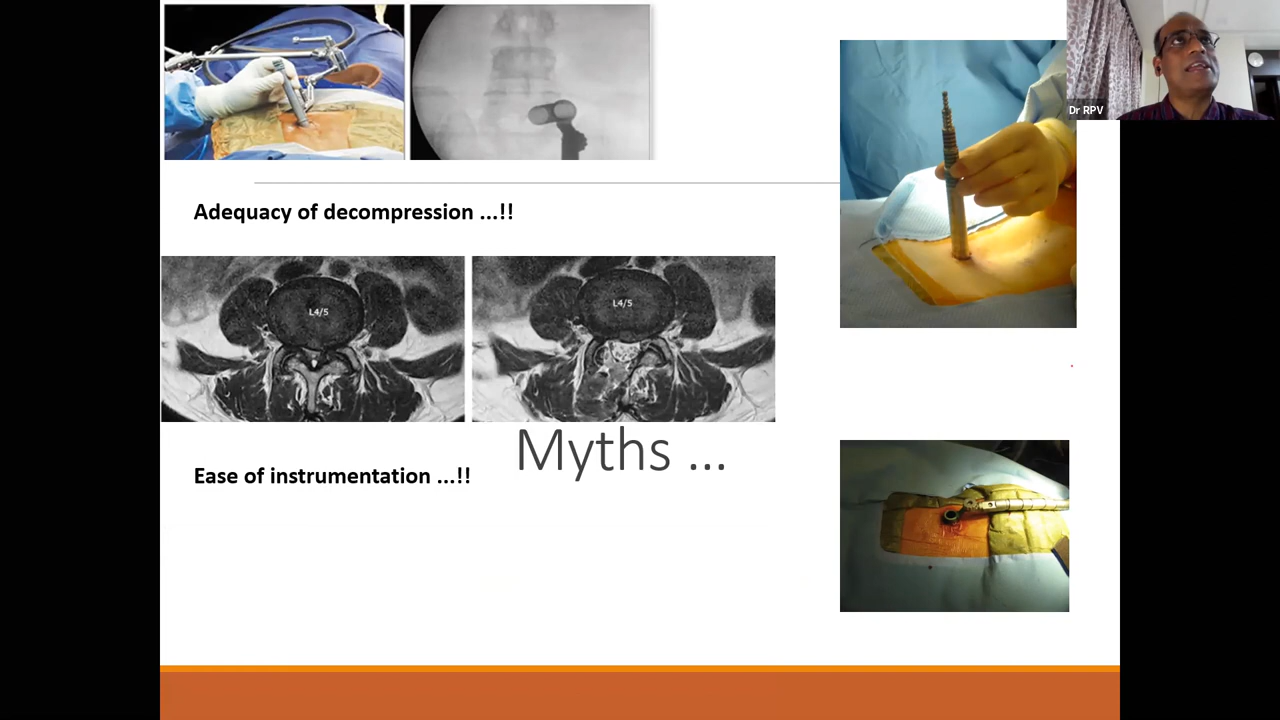 Dr RPV
Adequacy of decompression ...!!
L4/5
L4/5
Myths ...
Ease of instrumentation ...!!